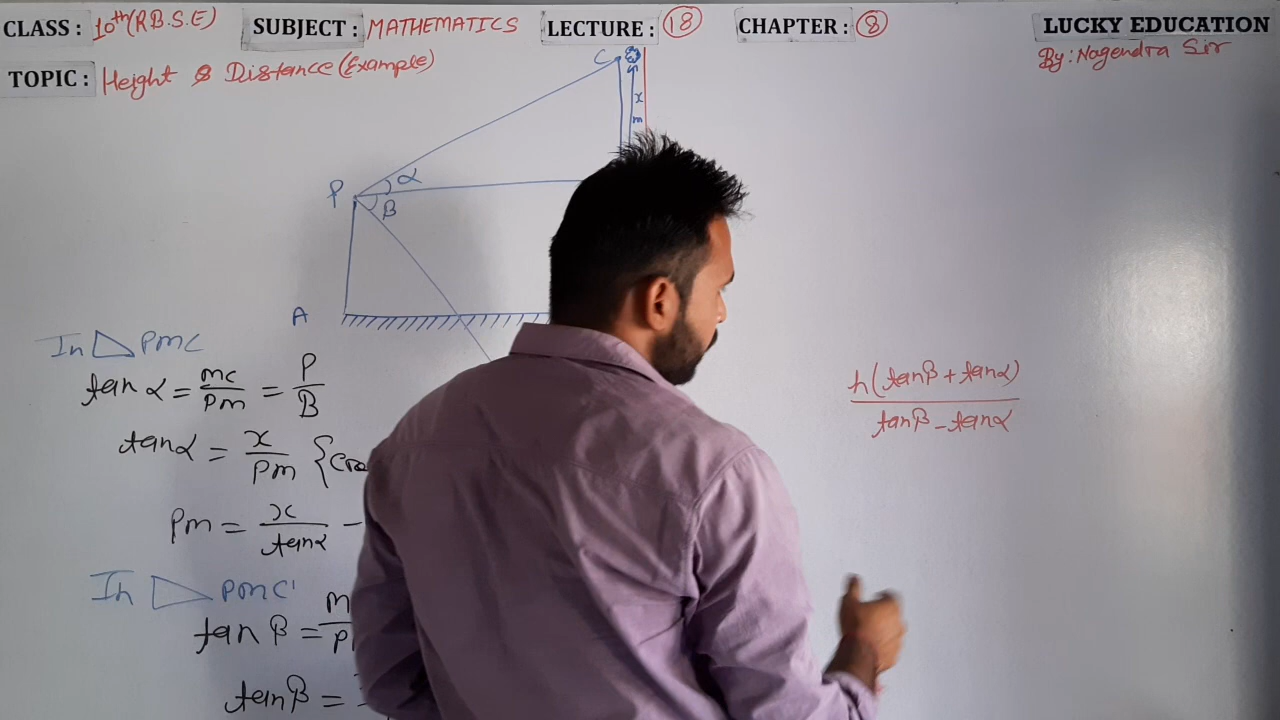 CLASS : 10th (R.B.S.E) SUBJECT : MATHEMATICS LECTURE : 18 CHAPTER : 8 LUCKY EDUCATION
By: Nagendra Sir
TOPIC : Height & Distance (Example)
C
x
m
P α
β
A
In △ PMC
tan α = MC/PM = P/B
tan α = x/PM {
PM = x/tan α -
In △ PMC'
tan β =
tan β =
h(tan β + tan α)
tan β - tan α